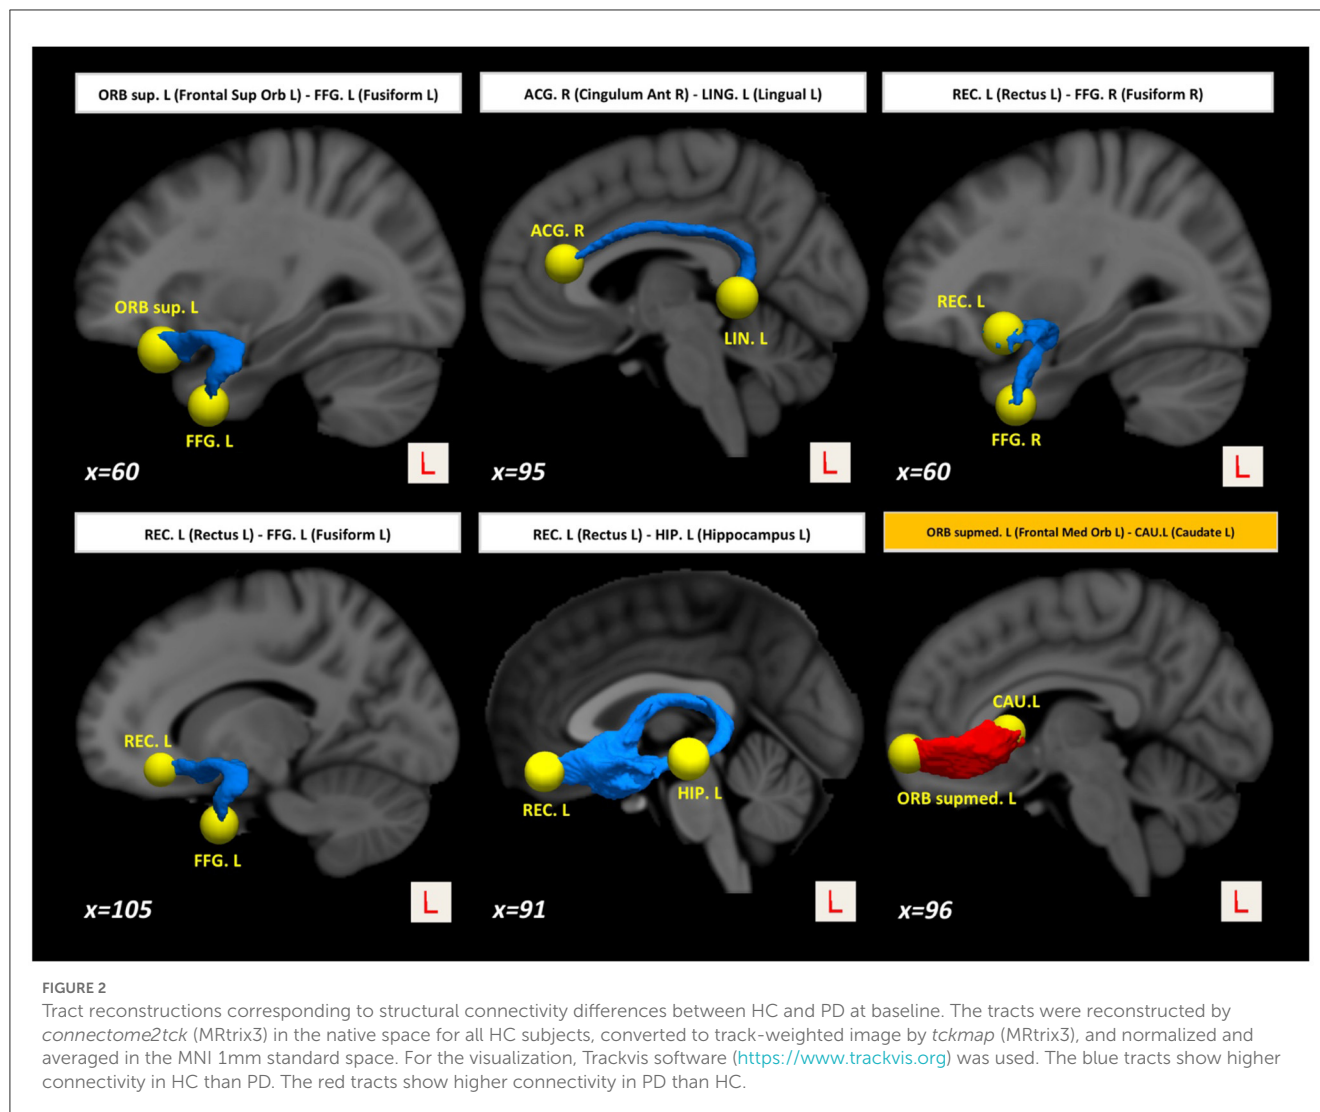 ORB sup. L (Frontal Sup Orb L) - FFG. L (Fusiform L)
ORB sup. L
FFG. L
x=60
L
ACG. R (Cingulum Ant R) - LING. L (Lingual L)
ACG. R
LIN. L
x=95
L
REC. L (Rectus L) - FFG. R (Fusiform R)
REC. L
FFG. R
x=60
L
REC. L (Rectus L) - FFG. L (Fusiform L)
REC. L
FFG. L
x=105
L
REC. L (Rectus L) - HIP. L (Hippocampus L)
REC. L
HIP. L
x=91
L
ORB supmed. L (Frontal Med Orb L) - CAU.L (Caudate L)
CAU.L
ORB supmed. L
x=96
L
FIGURE 2
Tract reconstructions corresponding to structural connectivity differences between HC and PD at baseline. The tracts were reconstructed by
connectome2tck (MRtrix3) in the native space for all HC subjects, converted to track-weighted image by tckmap (MRtrix3), and normalized and
averaged in the MNI 1mm standard space. For the visualization, Trackvis software (https://www.trackvis.org) was used. The blue tracts show higher
connectivity in HC than PD. The red tracts show higher connectivity in PD than HC.